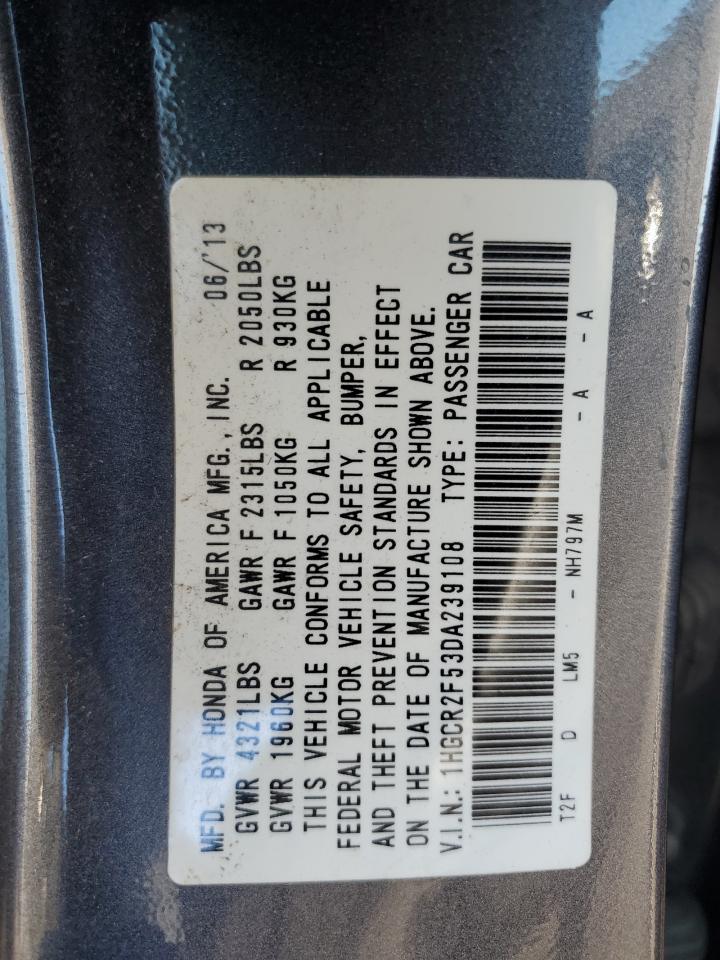 MFD. BY HONDA OF AMERICA MFG., INC. 06/'13
GVWR 4321LBS GAWR F 2315LBS R 2050LBS
GVWR 1960KG GAWR F 1050KG R 930KG
THIS VEHICLE CONFORMS TO ALL APPLICABLE
FEDERAL MOTOR VEHICLE SAFETY, BUMPER,
AND THEFT PREVENTION STANDARDS IN EFFECT
ON THE DATE OF MANUFACTURE SHOWN ABOVE.
V.I.N.: 1HGCR2F53DA239108 TYPE: PASSENGER CAR
T2F D LM5 - NH797M - A - A